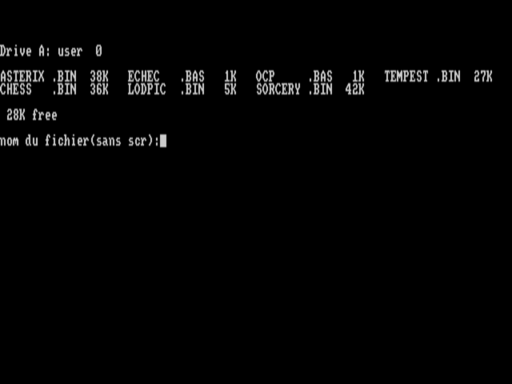 Drive A: user  0
ASTERIX .BIN  38K   ECHEC   .BAS   1K   OCP     .BAS   1K   TEMPEST .BIN  27K
CHESS   .BIN  36K   LODPIC  .BIN   5K   SORCERY .BIN  42K
28K free
nom du fichier(sans scr):